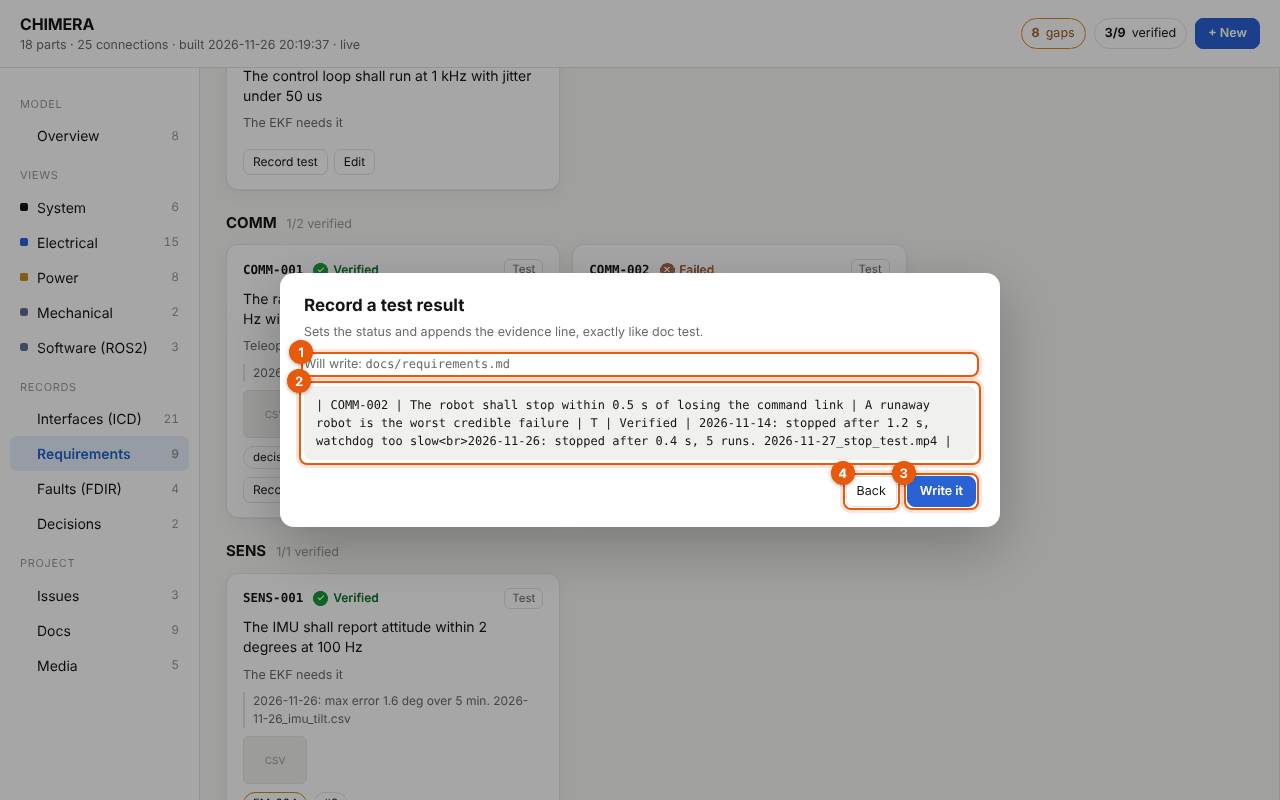 CHIMERA
18 parts · 25 connections · built 2026-11-26 20:19:37 · live
8 gaps
3/9 verified
+ New
MODEL
Overview 8
VIEWS
System 6
Electrical 15
Power 8
Mechanical 2
Software (ROS2) 3
RECORDS
Interfaces (ICD) 21
Requirements 9
Faults (FDIR) 4
Decisions 2
PROJECT
Issues 3
Docs 9
Media 5
The control loop shall run at 1 kHz with jitter
under 50 us
The EKF needs it
Record test
Edit
COMM 1/2 verified
COMM-001 Verified Test
COMM-002 Failed Test
The ra
Hz wi
Teleop
2026
CSV
decis
Reco
Record a test result
Sets the status and appends the evidence line, exactly like doc test.
1
Will write: docs/requirements.md
2
| COMM-002 | The robot shall stop within 0.5 s of losing the command link | A runaway
robot is the worst credible failure | T | Verified | 2026-11-14: stopped after 1.2 s,
watchdog too slow<br>2026-11-26: stopped after 0.4 s, 5 runs. 2026-11-27_stop_test.mp4 |
4
Back
3
Write it
SENS 1/1 verified
SENS-001 Verified Test
The IMU shall report attitude within 2
degrees at 100 Hz
The EKF needs it
2026-11-26: max error 1.6 deg over 5 min. 2026-
11-26_imu_tilt.csv
CSV